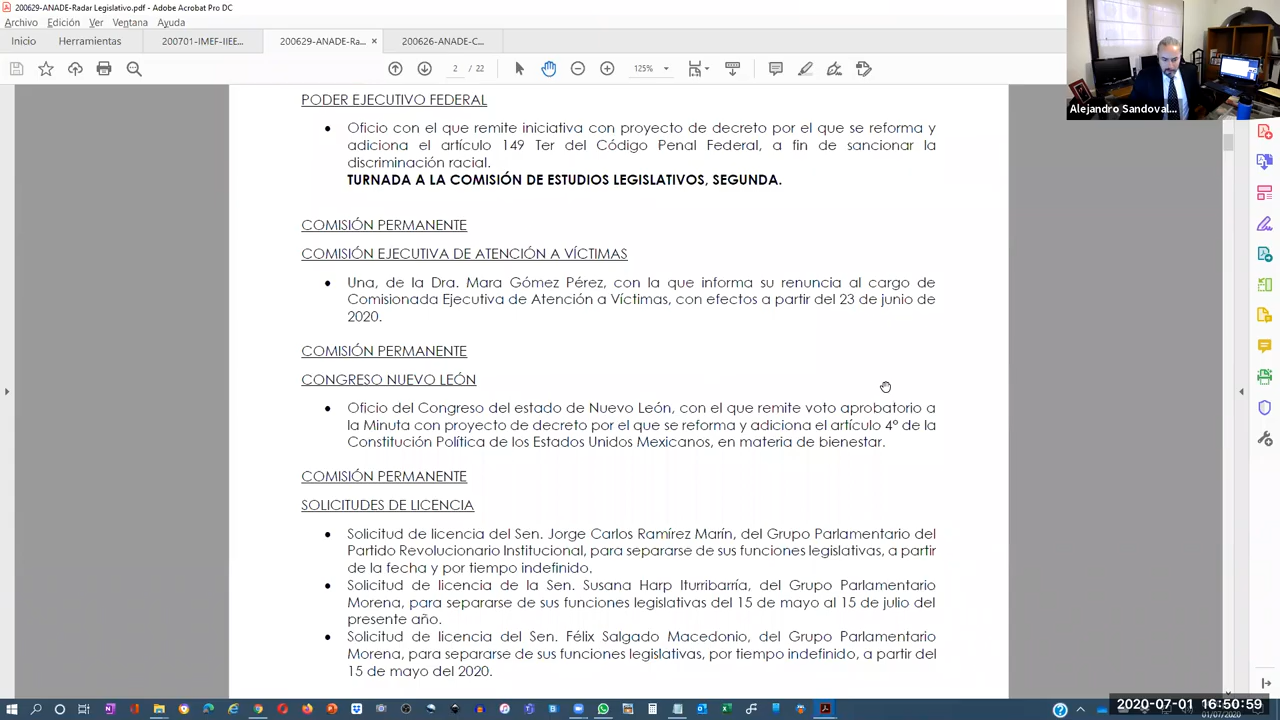 200629-ANADE-Radar Legislativo.pdf - Adobe Acrobat Pro DC
Archivo Edición Ver Ventana Ayuda
Inicio Herramientas 200701-IMEF-IIEE... 200629-ANADE-Ra... × 200626-ANADE-C...
2 / 22 125%
Alejandro Sandoval...
PODER EJECUTIVO FEDERAL
• Oficio con el que remite iniciativa con proyecto de decreto por el que se reforma y
adiciona el artículo 149 Ter del Código Penal Federal, a fin de sancionar la
discriminación racial.
TURNADA A LA COMISIÓN DE ESTUDIOS LEGISLATIVOS, SEGUNDA.
COMISIÓN PERMANENTE
COMISIÓN EJECUTIVA DE ATENCIÓN A VÍCTIMAS
• Una, de la Dra. Mara Gómez Pérez, con la que informa su renuncia al cargo de
Comisionada Ejecutiva de Atención a Víctimas, con efectos a partir del 23 de junio de
2020.
COMISIÓN PERMANENTE
CONGRESO NUEVO LEÓN
• Oficio del Congreso del estado de Nuevo León, con el que remite voto aprobatorio a
la Minuta con proyecto de decreto por el que se reforma y adiciona el artículo 4° de la
Constitución Política de los Estados Unidos Mexicanos, en materia de bienestar.
COMISIÓN PERMANENTE
SOLICITUDES DE LICENCIA
• Solicitud de licencia del Sen. Jorge Carlos Ramírez Marín, del Grupo Parlamentario del
Partido Revolucionario Institucional, para separarse de sus funciones legislativas, a partir
de la fecha y por tiempo indefinido.
• Solicitud de licencia de la Sen. Susana Harp Iturribarría, del Grupo Parlamentario
Morena, para separarse de sus funciones legislativas del 15 de mayo al 15 de julio del
presente año.
• Solicitud de licencia del Sen. Félix Salgado Macedonio, del Grupo Parlamentario
Morena, para separarse de sus funciones legislativas, por tiempo indefinido, a partir del
15 de mayo del 2020.
2020-07-01 16:50:59
01/07/2020